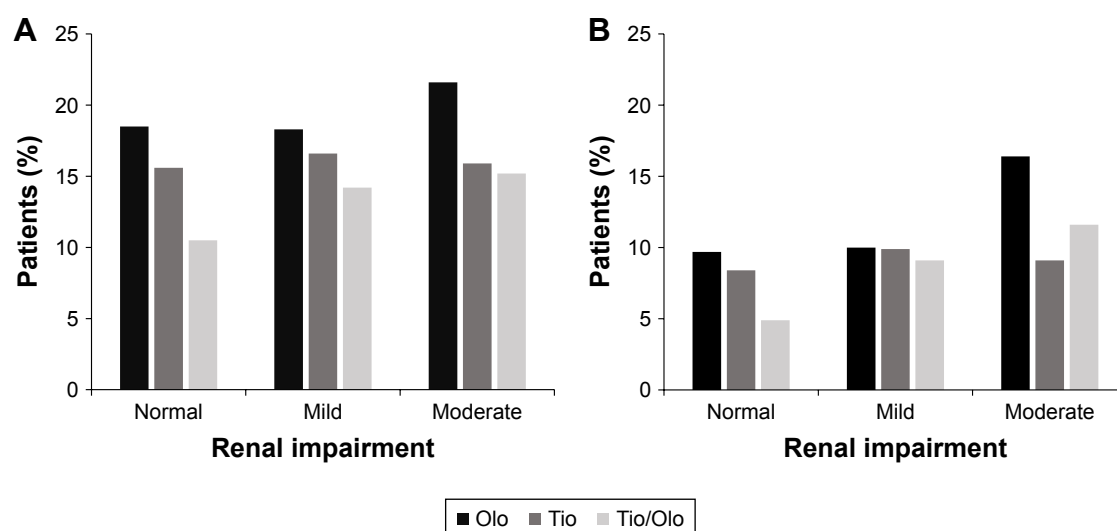 A
25
20
15
10
5
0
Patients (%)
Normal Mild Moderate
Renal impairment
B
25
20
15
10
5
0
Patients (%)
Normal Mild Moderate
Renal impairment
Olo Tio Tio/Olo